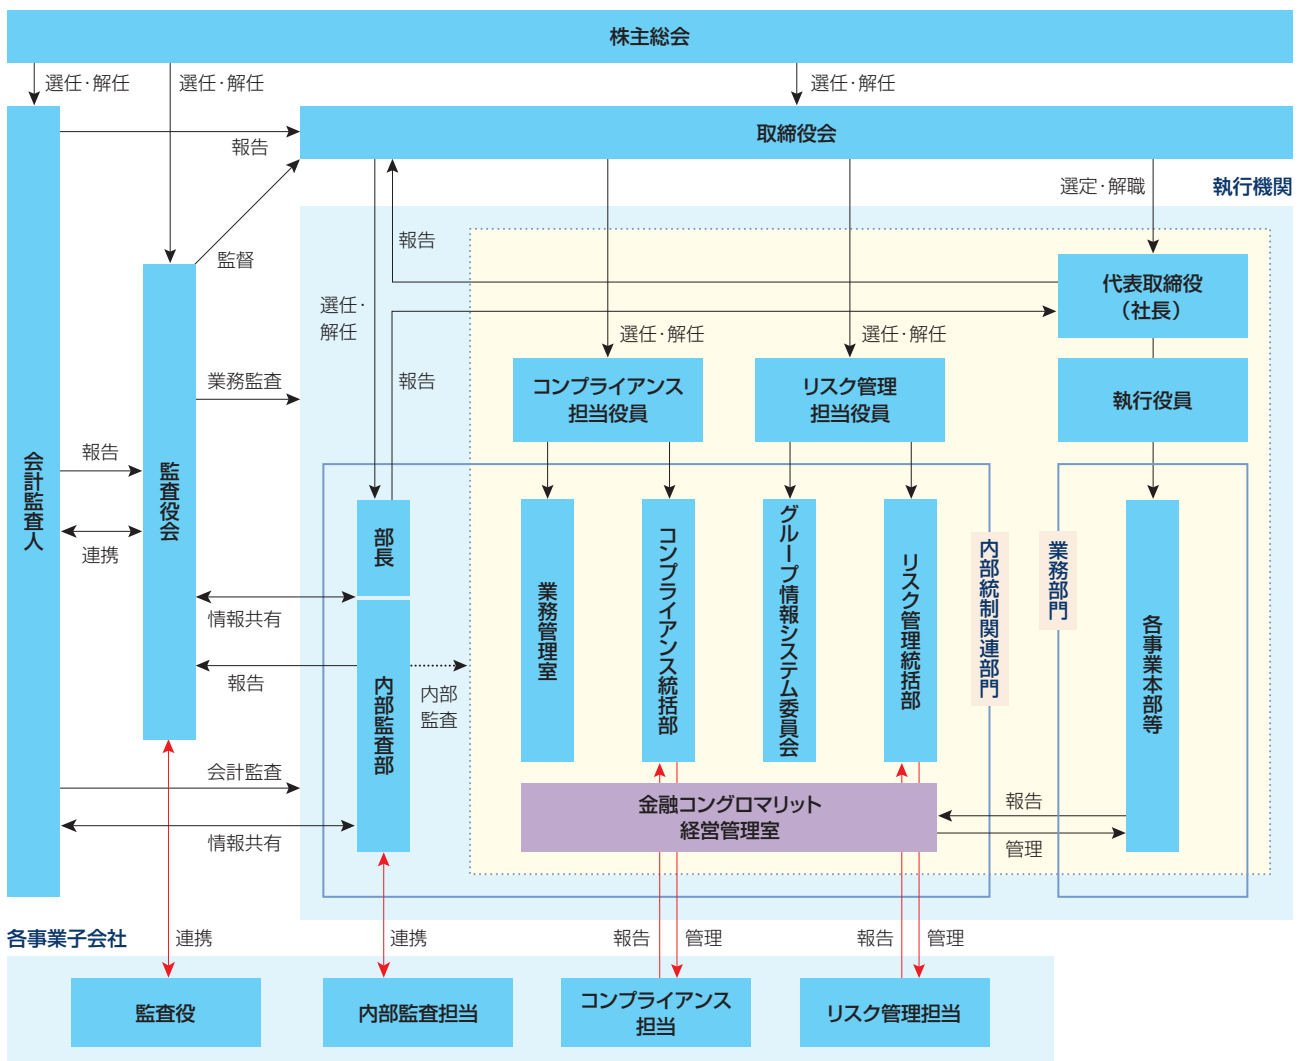 株主総会
選任・解任
選任・解任
選任・解任
取締役会
報告
選定・解職
執行機関
報告
監督
代表取締役
（社長）
選任・
解任
選任・解任
選任・解任
報告
業務監査
コンプライアンス
担当役員
リスク管理
担当役員
執行役員
報告
会計監査人
監査役会
連携
部長
業務管理室
コンプライアンス統括部
グループ情報システム委員会
リスク管理統括部
内部統制関連部門
業務部門
各事業本部等
情報共有
報告
内部
監査
内部監査部
会計監査
情報共有
金融コングロマリット
経営管理室
報告
管理
各事業子会社
連携
連携
報告
管理
報告
管理
監査役
内部監査担当
コンプライアンス
担当
リスク管理担当